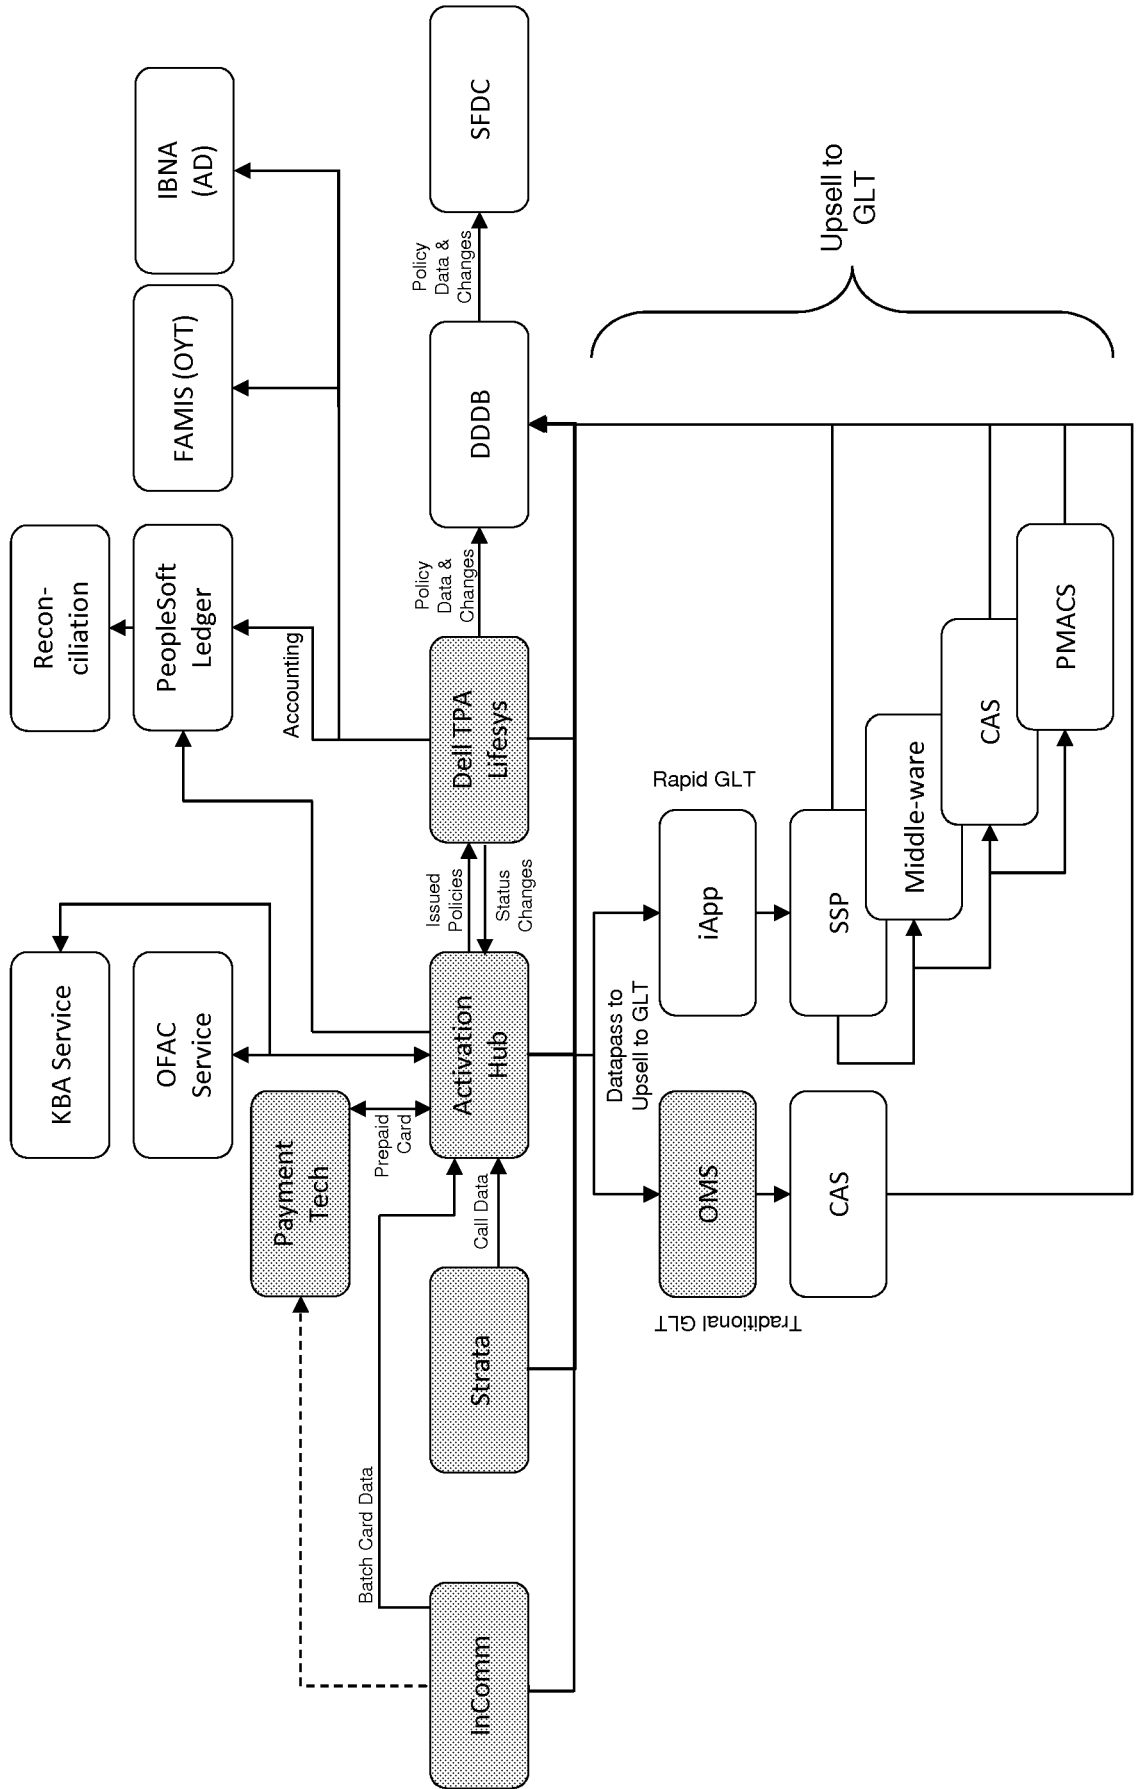 Recon-
ciliation
KBA Service
OFAC
Service
PeopleSoft
Ledger
FAMIS (OYT)
IBNA
(AD)
Payment
Tech
Accounting
Batch Card Data
Prepaid
Card
InComm
Strata
Call Data
Activation
Hub
Issued
Policies
Status
Changes
Dell TPA
Lifesys
Policy
Data &
Changes
DDDB
Policy
Data &
Changes
SFDC
Datapass to
Upsell to GLT
Traditional GLT
OMS
CAS
Rapid GLT
iApp
SSP
Middle-ware
CAS
PMACS
Upsell to
GLT